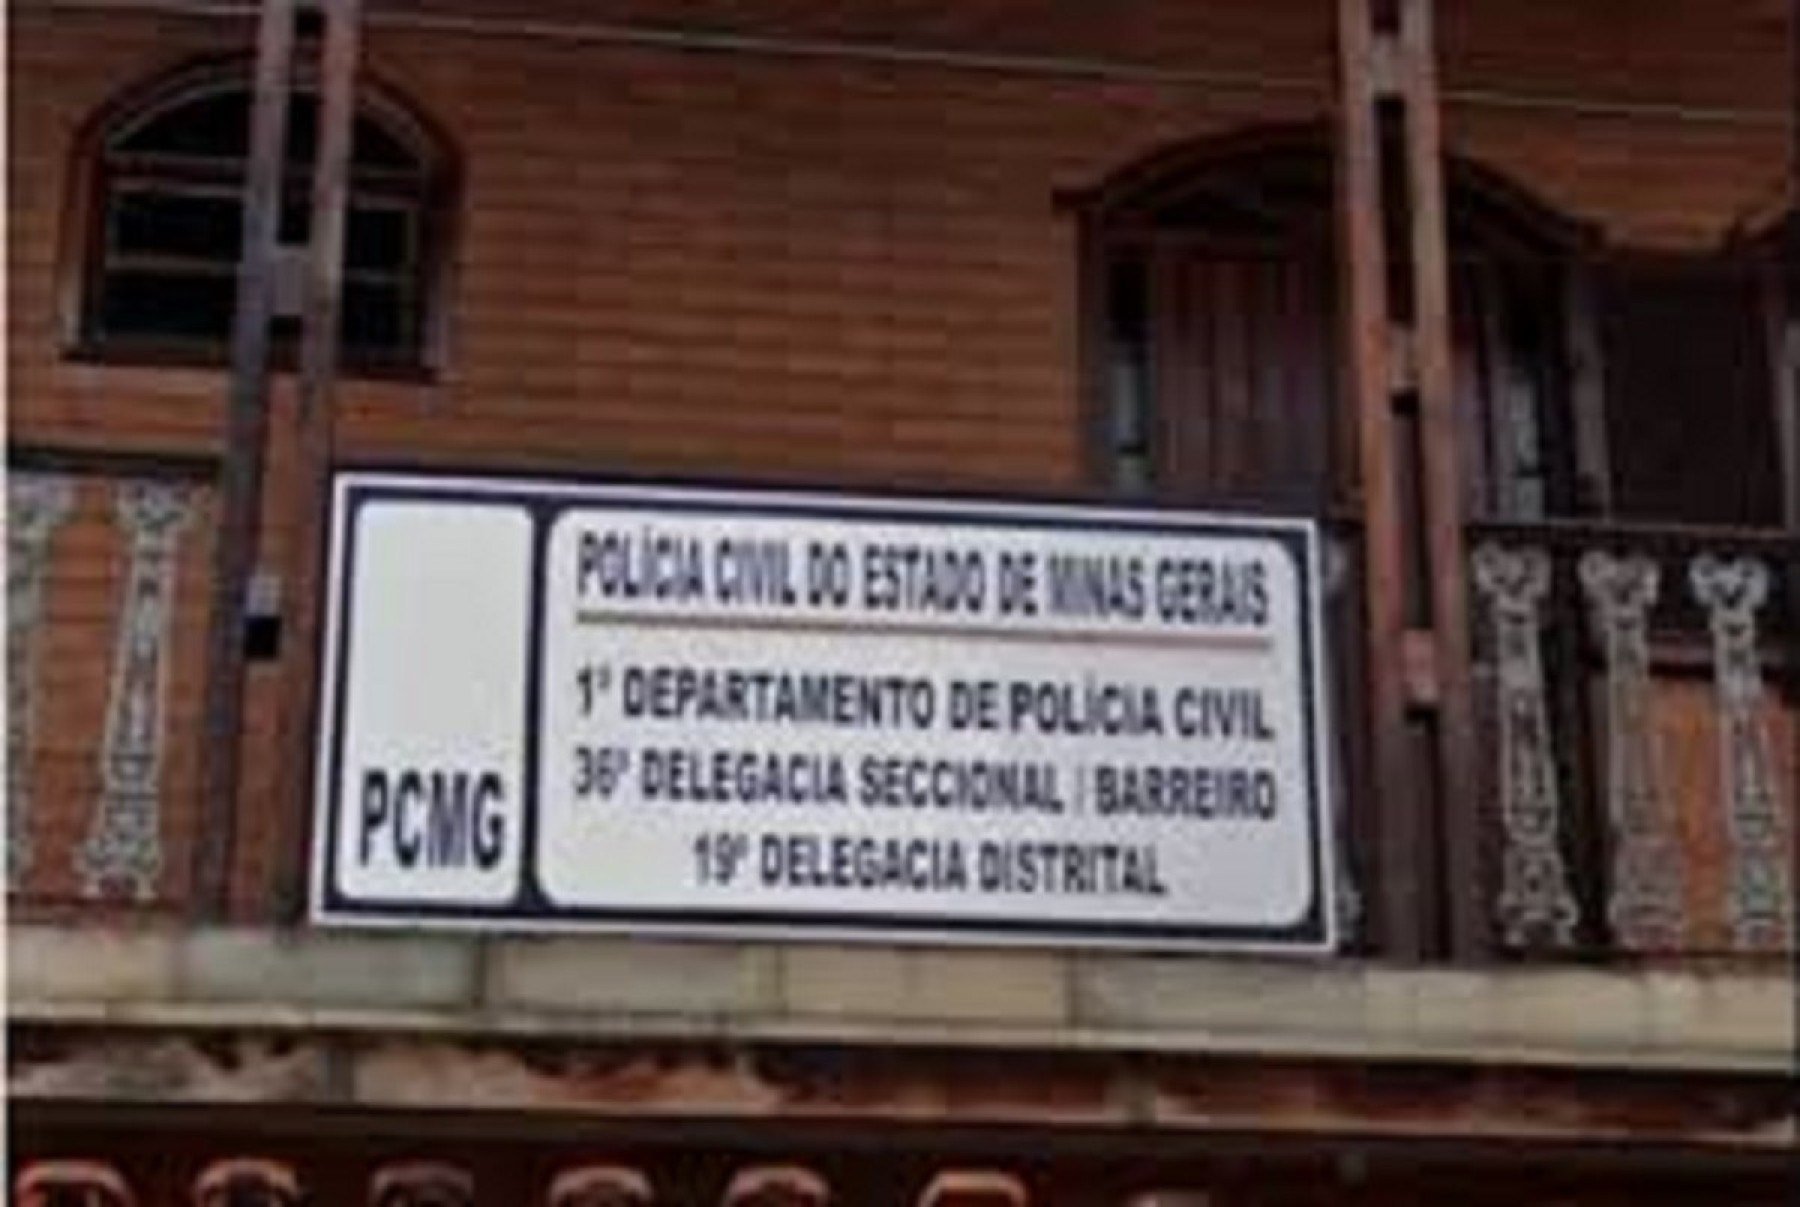 POLÍCIA CIVIL DO ESTADO DE MINAS GERAIS
1º DEPARTAMENTO DE POLÍCIA CIVIL
36ª DELEGACIA SECCIONAL / BARREIRO
19ª DELEGACIA DISTRITAL
PCMG